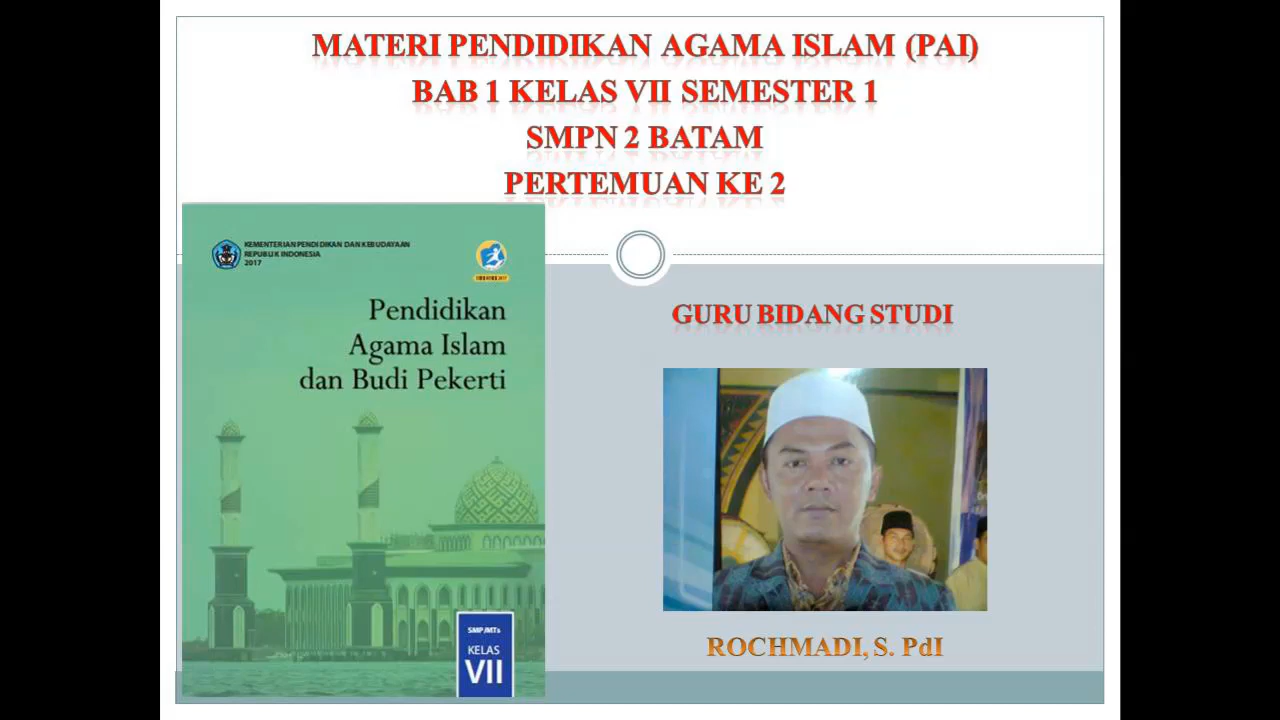 MATERI PENDIDIKAN AGAMA ISLAM (PAI)
BAB 1 KELAS VII SEMESTER 1
SMPN 2 BATAM
PERTEMUAN KE 2
KEMENTERIAN PENDIDIKAN DAN KEBUDAYAAN
REPUBLIK INDONESIA
2017
Pendidikan
Agama Islam
dan Budi Pekerti
SMP/MTs
KELAS
VII
GURU BIDANG STUDI
ROCHMADI, S. PdI